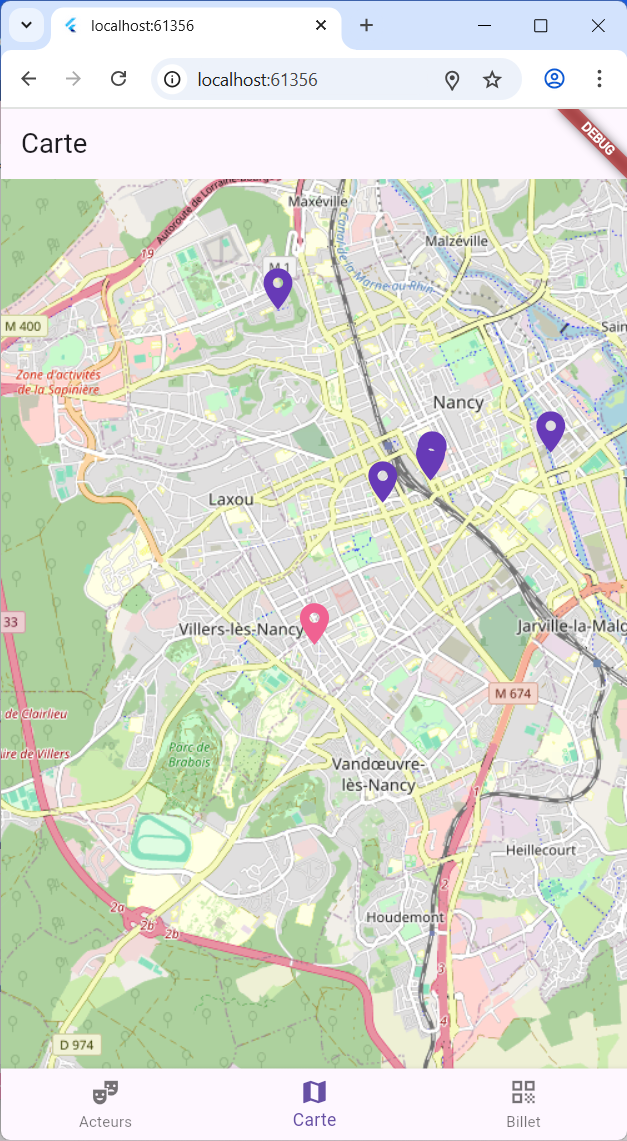 localhost:61356
localhost:61356
Carte
DEBUG
Maxéville
Autoroute de Lorraine-Bourgogne
Canal de la Marne au Rhin
Malzéville
19
M 1
M 400
Sain
Zone d'activités
de la Sapinière
Nancy
Laxou
33
Villers-lès-Nancy
Jarville-la-Malg
M 674
de Clairlieu
ire de Villers
Parc de
Brabois
Vandœuvre-
lès-Nancy
1
Heillecourt
2
2a
2b
2b
Houdemont
3
4
D 974
Acteurs
Carte
Billet